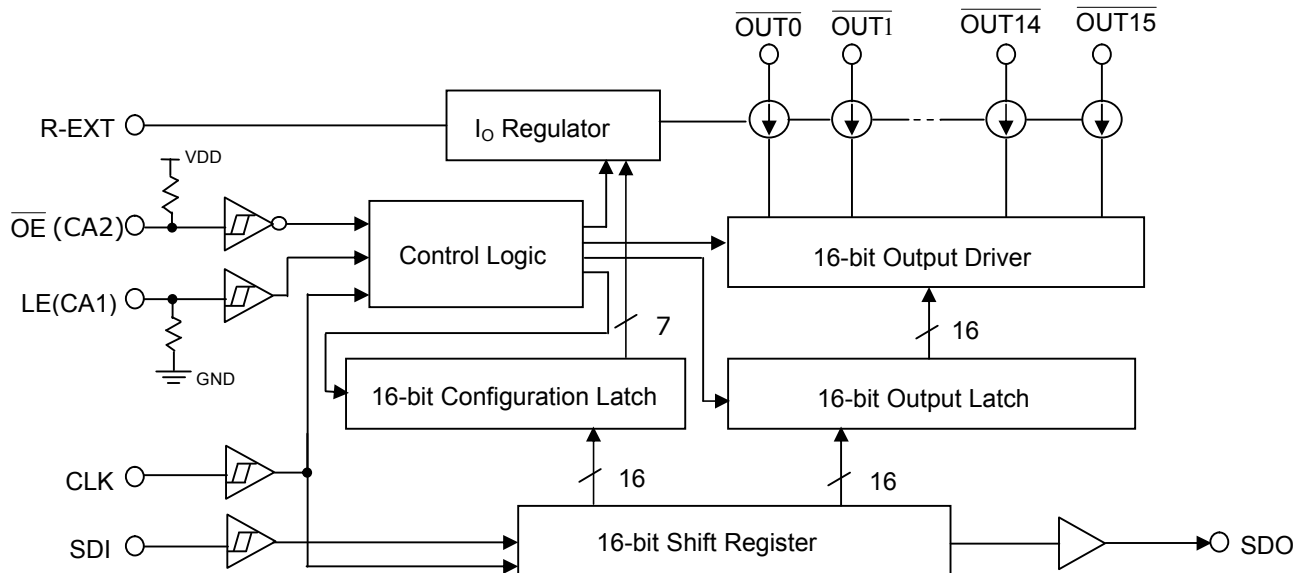 OUT0
OUT1
OUT14
OUT15
R-EXT
IO Regulator
VDD
OE (CA2)
Control Logic
16-bit Output Driver
LE(CA1)
7
16
GND
16-bit Configuration Latch
16-bit Output Latch
CLK
16
16
SDI
16-bit Shift Register
SDO